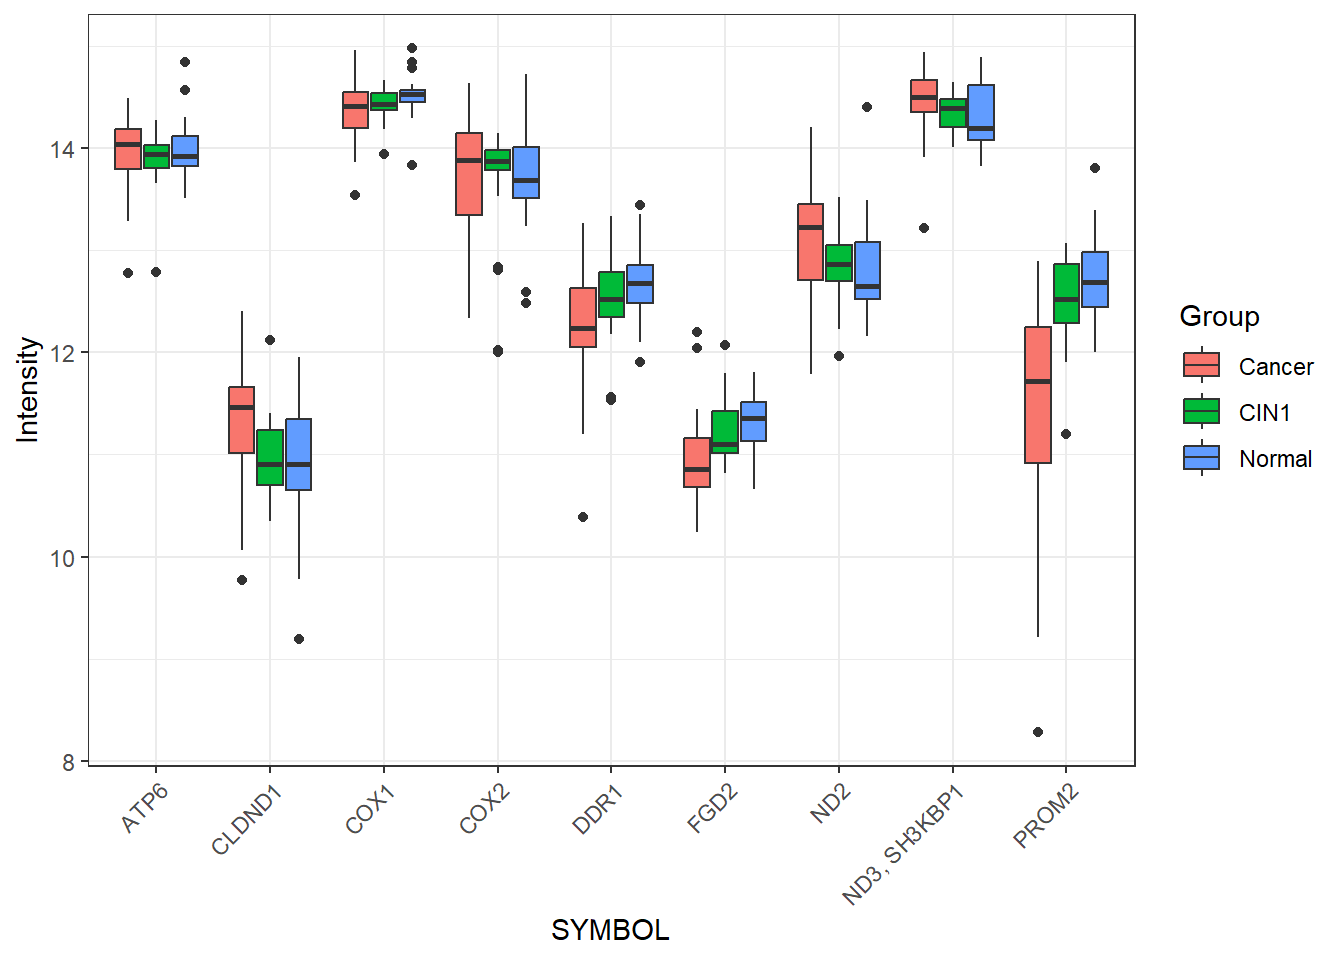 Intensity
14
12
10
8
ATP6
CLDND1
COX1
COX2
DDR1
FGD2
ND2
ND3, SH3KBP1
PROM2
SYMBOL
Group
Cancer
CIN1
Normal